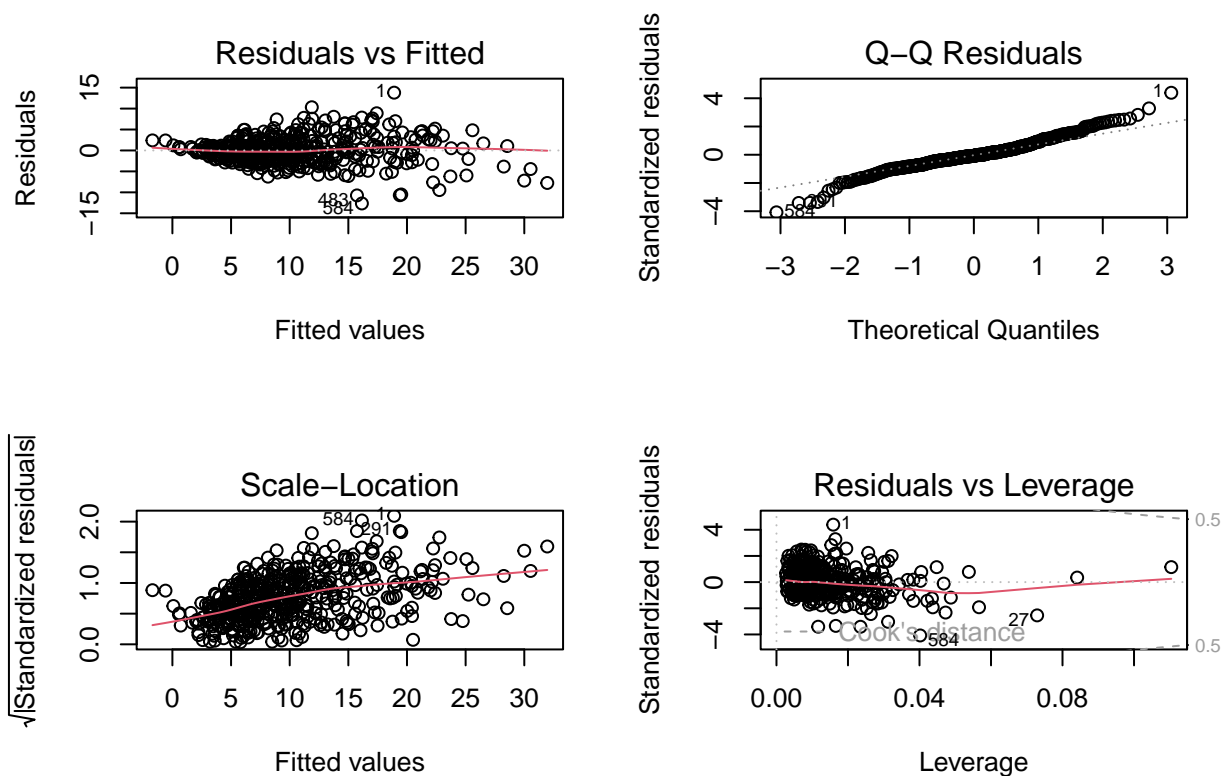 Residuals vs Fitted
Residuals
15
0
−15
1
483
584
0 5 10 15 20 25 30
Fitted values
Q−Q Residuals
Standardized residuals
4
0
−4
1
584
1
−3 −2 −1 0 1 2 3
Theoretical Quantiles
Scale−Location
√|Standardized residuals|
2.0
1.0
0.0
584
1
291
0 5 10 15 20 25 30
Fitted values
Residuals vs Leverage
Standardized residuals
4
0
−4
1
27
584
Cook's distance
0.5
0.5
0.00 0.04 0.08
Leverage